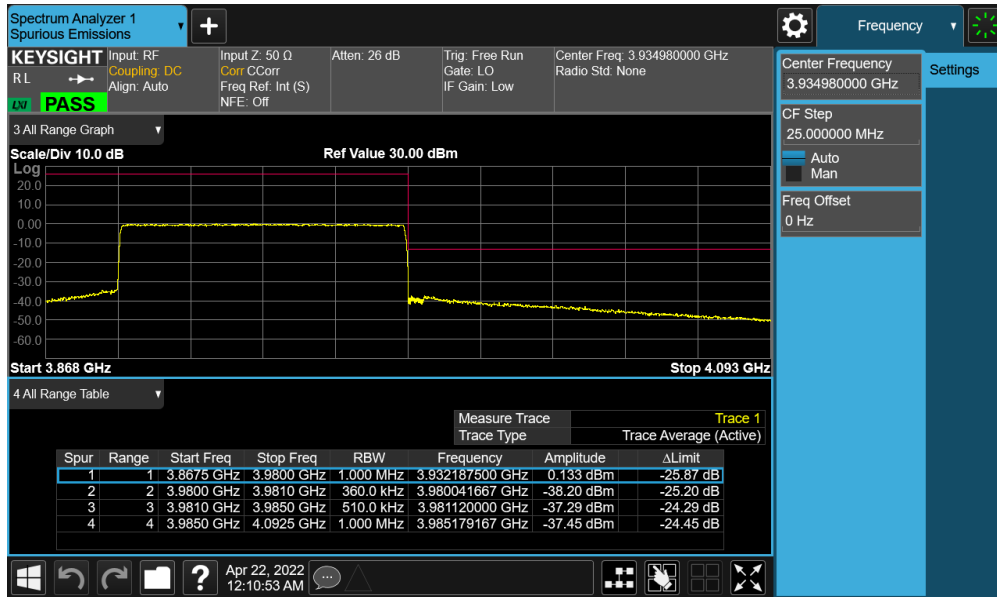 Spectrum Analyzer 1
Spurious Emissions
+
Frequency
KEYSIGHT
R L
LXI
PASS
Input: RF
Coupling: DC
Align: Auto
Input Z: 50 Ω
Corr CCorr
Freq Ref: Int (S)
NFE: Off
Atten: 26 dB
Trig: Free Run
Gate: LO
IF Gain: Low
Center Freq: 3.934980000 GHz
Radio Std: None
Center Frequency
3.934980000 GHz
Settings
CF Step
25.000000 MHz
Auto
Man
Freq Offset
0 Hz
3 All Range Graph
Scale/Div 10.0 dB
Ref Value 30.00 dBm
Log
20.0
10.0
0.00
-10.0
-20.0
-30.0
-40.0
-50.0
-60.0
Start 3.868 GHz
Stop 4.093 GHz
4 All Range Table
Measure Trace Trace 1
Trace Type Trace Average (Active)
Spur Range Start Freq Stop Freq RBW Frequency Amplitude ΔLimit
1 1 3.8675 GHz 3.9800 GHz 1.000 MHz 3.932187500 GHz 0.133 dBm -25.87 dB
2 2 3.9800 GHz 3.9810 GHz 360.0 kHz 3.980041667 GHz -38.20 dBm -25.20 dB
3 3 3.9810 GHz 3.9850 GHz 510.0 kHz 3.981120000 GHz -37.29 dBm -24.29 dB
4 4 3.9850 GHz 4.0925 GHz 1.000 MHz 3.985179167 GHz -37.45 dBm -24.45 dB
?
Apr 22, 2022
12:10:53 AM